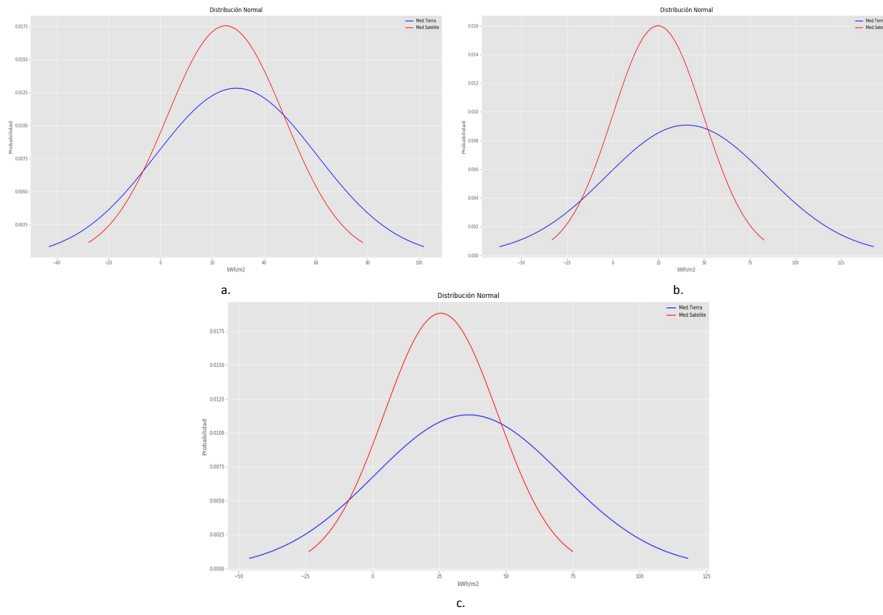 Distribución Normal
Med.Tierra
Med.Satelite
0.0175
0.0150
0.0125
0.0100
0.0075
0.0050
0.0025
Probabilidad
−40
−20
0
20
40
60
80
100
kWh/m2
a.
Distribución Normal
Med.Tierra
Med.Satelite
0.016
0.014
0.012
0.010
0.008
0.006
0.004
0.002
0.000
Probabilidad
−50
−25
0
25
50
75
100
125
kWh/m2
b.
Distribución Normal
Med.Tierra
Med.Satelite
0.0175
0.0150
0.0125
0.0100
0.0075
0.0050
0.0025
0.0000
Probabilidad
−50
−25
0
25
50
75
100
125
kWh/m2
c.